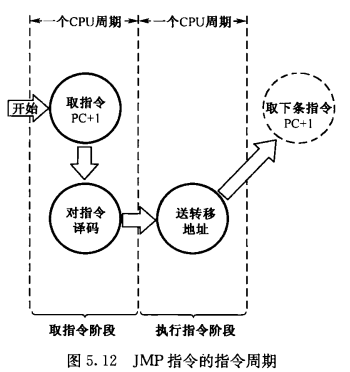 一个CPU周期
一个CPU周期
开始
取指令
PC+1
取下条指令
PC+1
对指令
译码
送转移
地址
取指令阶段
执行指令阶段
图 5.12 JMP 指令的指令周期